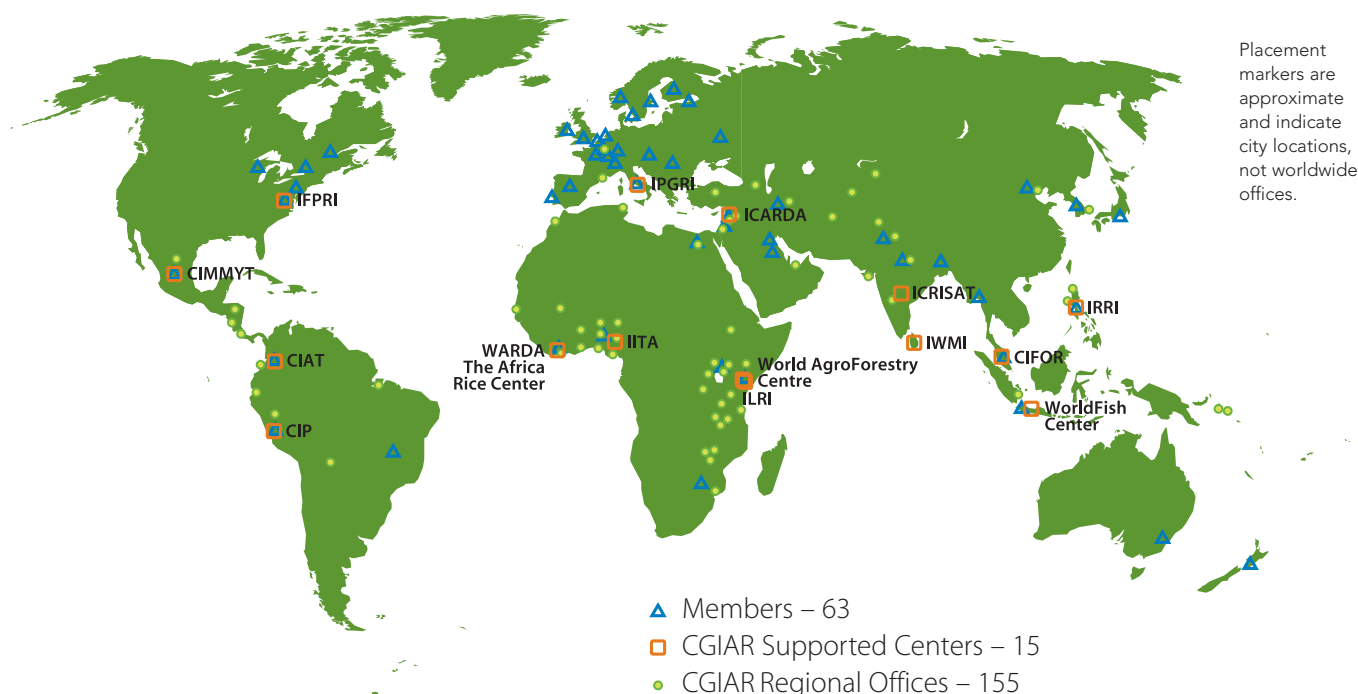 Placement
markers are
approximate
and indicate
city locations,
not worldwide
offices.
IPGRI
IFPRI
ICARDA
CIMMYT
ICRISAT
IRRI
WARDA
The Africa
Rice Center
IITA
IWMI
CIAT
CIFOR
World AgroForestry
Centre
ILRI
WorldFish
Center
CIP
Members – 63
CGIAR Supported Centers – 15
CGIAR Regional Offices – 155